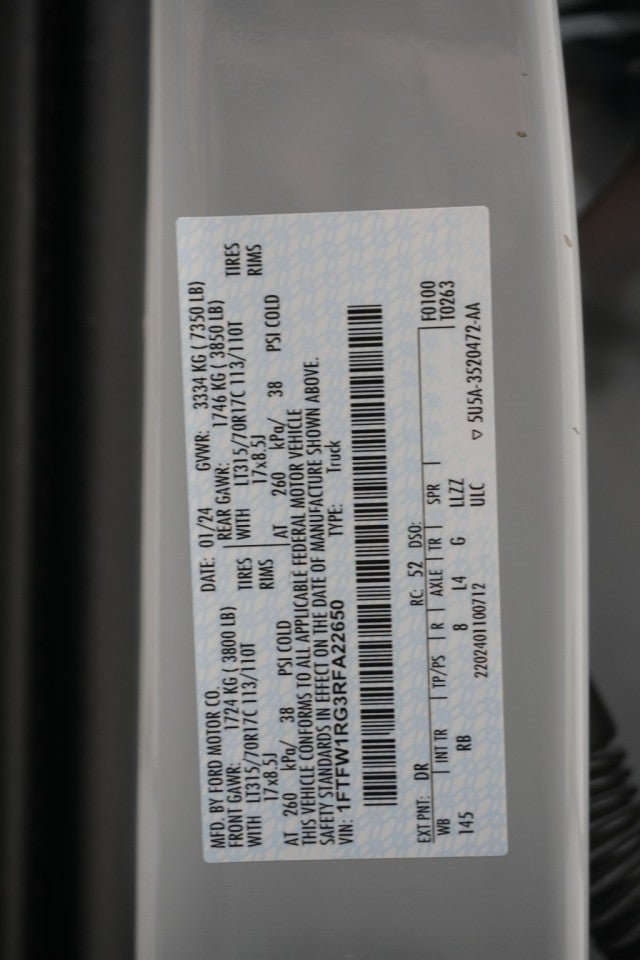 MFD. BY FORD MOTOR CO.
DATE: 01/24 GVWR: 3334 KG ( 7350 LB)
FRONT GAWR: 1724 KG ( 3800 LB) REAR GAWR: 1746 KG ( 3850 LB)
WITH LT315/70R17C 113/110T TIRES WITH LT315/70R17C 113/110T TIRES
17x8.5J RIMS 17x8.5J RIMS
AT 260 kPa/ 38 PSI COLD AT 260 kPa/ 38 PSI COLD
THIS VEHICLE CONFORMS TO ALL APPLICABLE FEDERAL MOTOR VEHICLE
SAFETY STANDARDS IN EFFECT ON THE DATE OF MANUFACTURE SHOWN ABOVE.
VIN: 1FTFW1RG3RFA22650 TYPE: Truck
EXT PNT: DR RC: 52 DSO: F0100
WB INT TR TP/PS R AXLE TR SPR T0263
145 RB 8 L4 G LLZZ
2202401100712 ULC ▽ 5U5A-3520472-AA